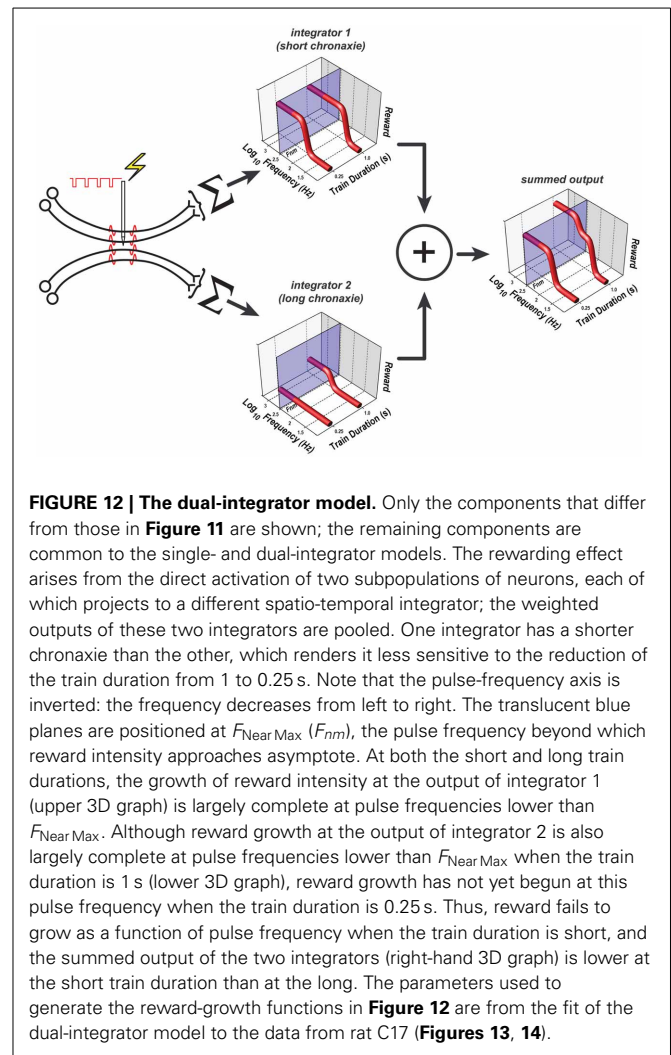 integrator 1
(short chronaxie)
Reward
Log10 Frequency (Hz)
3
2.5
2
1.5
Fnm
Train Duration (s)
0.25
1.0
Σ
integrator 2
(long chronaxie)
Reward
Log10 Frequency (Hz)
3
2.5
2
1.5
Fnm
Train Duration (s)
0.25
1.0
Σ
+
summed output
Reward
Log10 Frequency (Hz)
3
2.5
2
1.5
Fnm
Train Duration (s)
0.25
1.0
FIGURE 12 | The dual-integrator model. Only the components that differ
from those in Figure 11 are shown; the remaining components are
common to the single- and dual-integrator models. The rewarding effect
arises from the direct activation of two subpopulations of neurons, each of
which projects to a different spatio-temporal integrator; the weighted
outputs of these two integrators are pooled. One integrator has a shorter
chronaxie than the other, which renders it less sensitive to the reduction of
the train duration from 1 to 0.25 s. Note that the pulse-frequency axis is
inverted: the frequency decreases from left to right. The translucent blue
planes are positioned at FNear Max (Fnm), the pulse frequency beyond which
reward intensity approaches asymptote. At both the short and long train
durations, the growth of reward intensity at the output of integrator 1
(upper 3D graph) is largely complete at pulse frequencies lower than
FNear Max. Although reward growth at the output of integrator 2 is also
largely complete at pulse frequencies lower than FNear Max when the train
duration is 1 s (lower 3D graph), reward growth has not yet begun at this
pulse frequency when the train duration is 0.25 s. Thus, reward fails to
grow as a function of pulse frequency when the train duration is short, and
the summed output of the two integrators (right-hand 3D graph) is lower at
the short train duration than at the long. The parameters used to
generate the reward-growth functions in Figure 12 are from the fit of the
dual-integrator model to the data from rat C17 (Figures 13, 14).